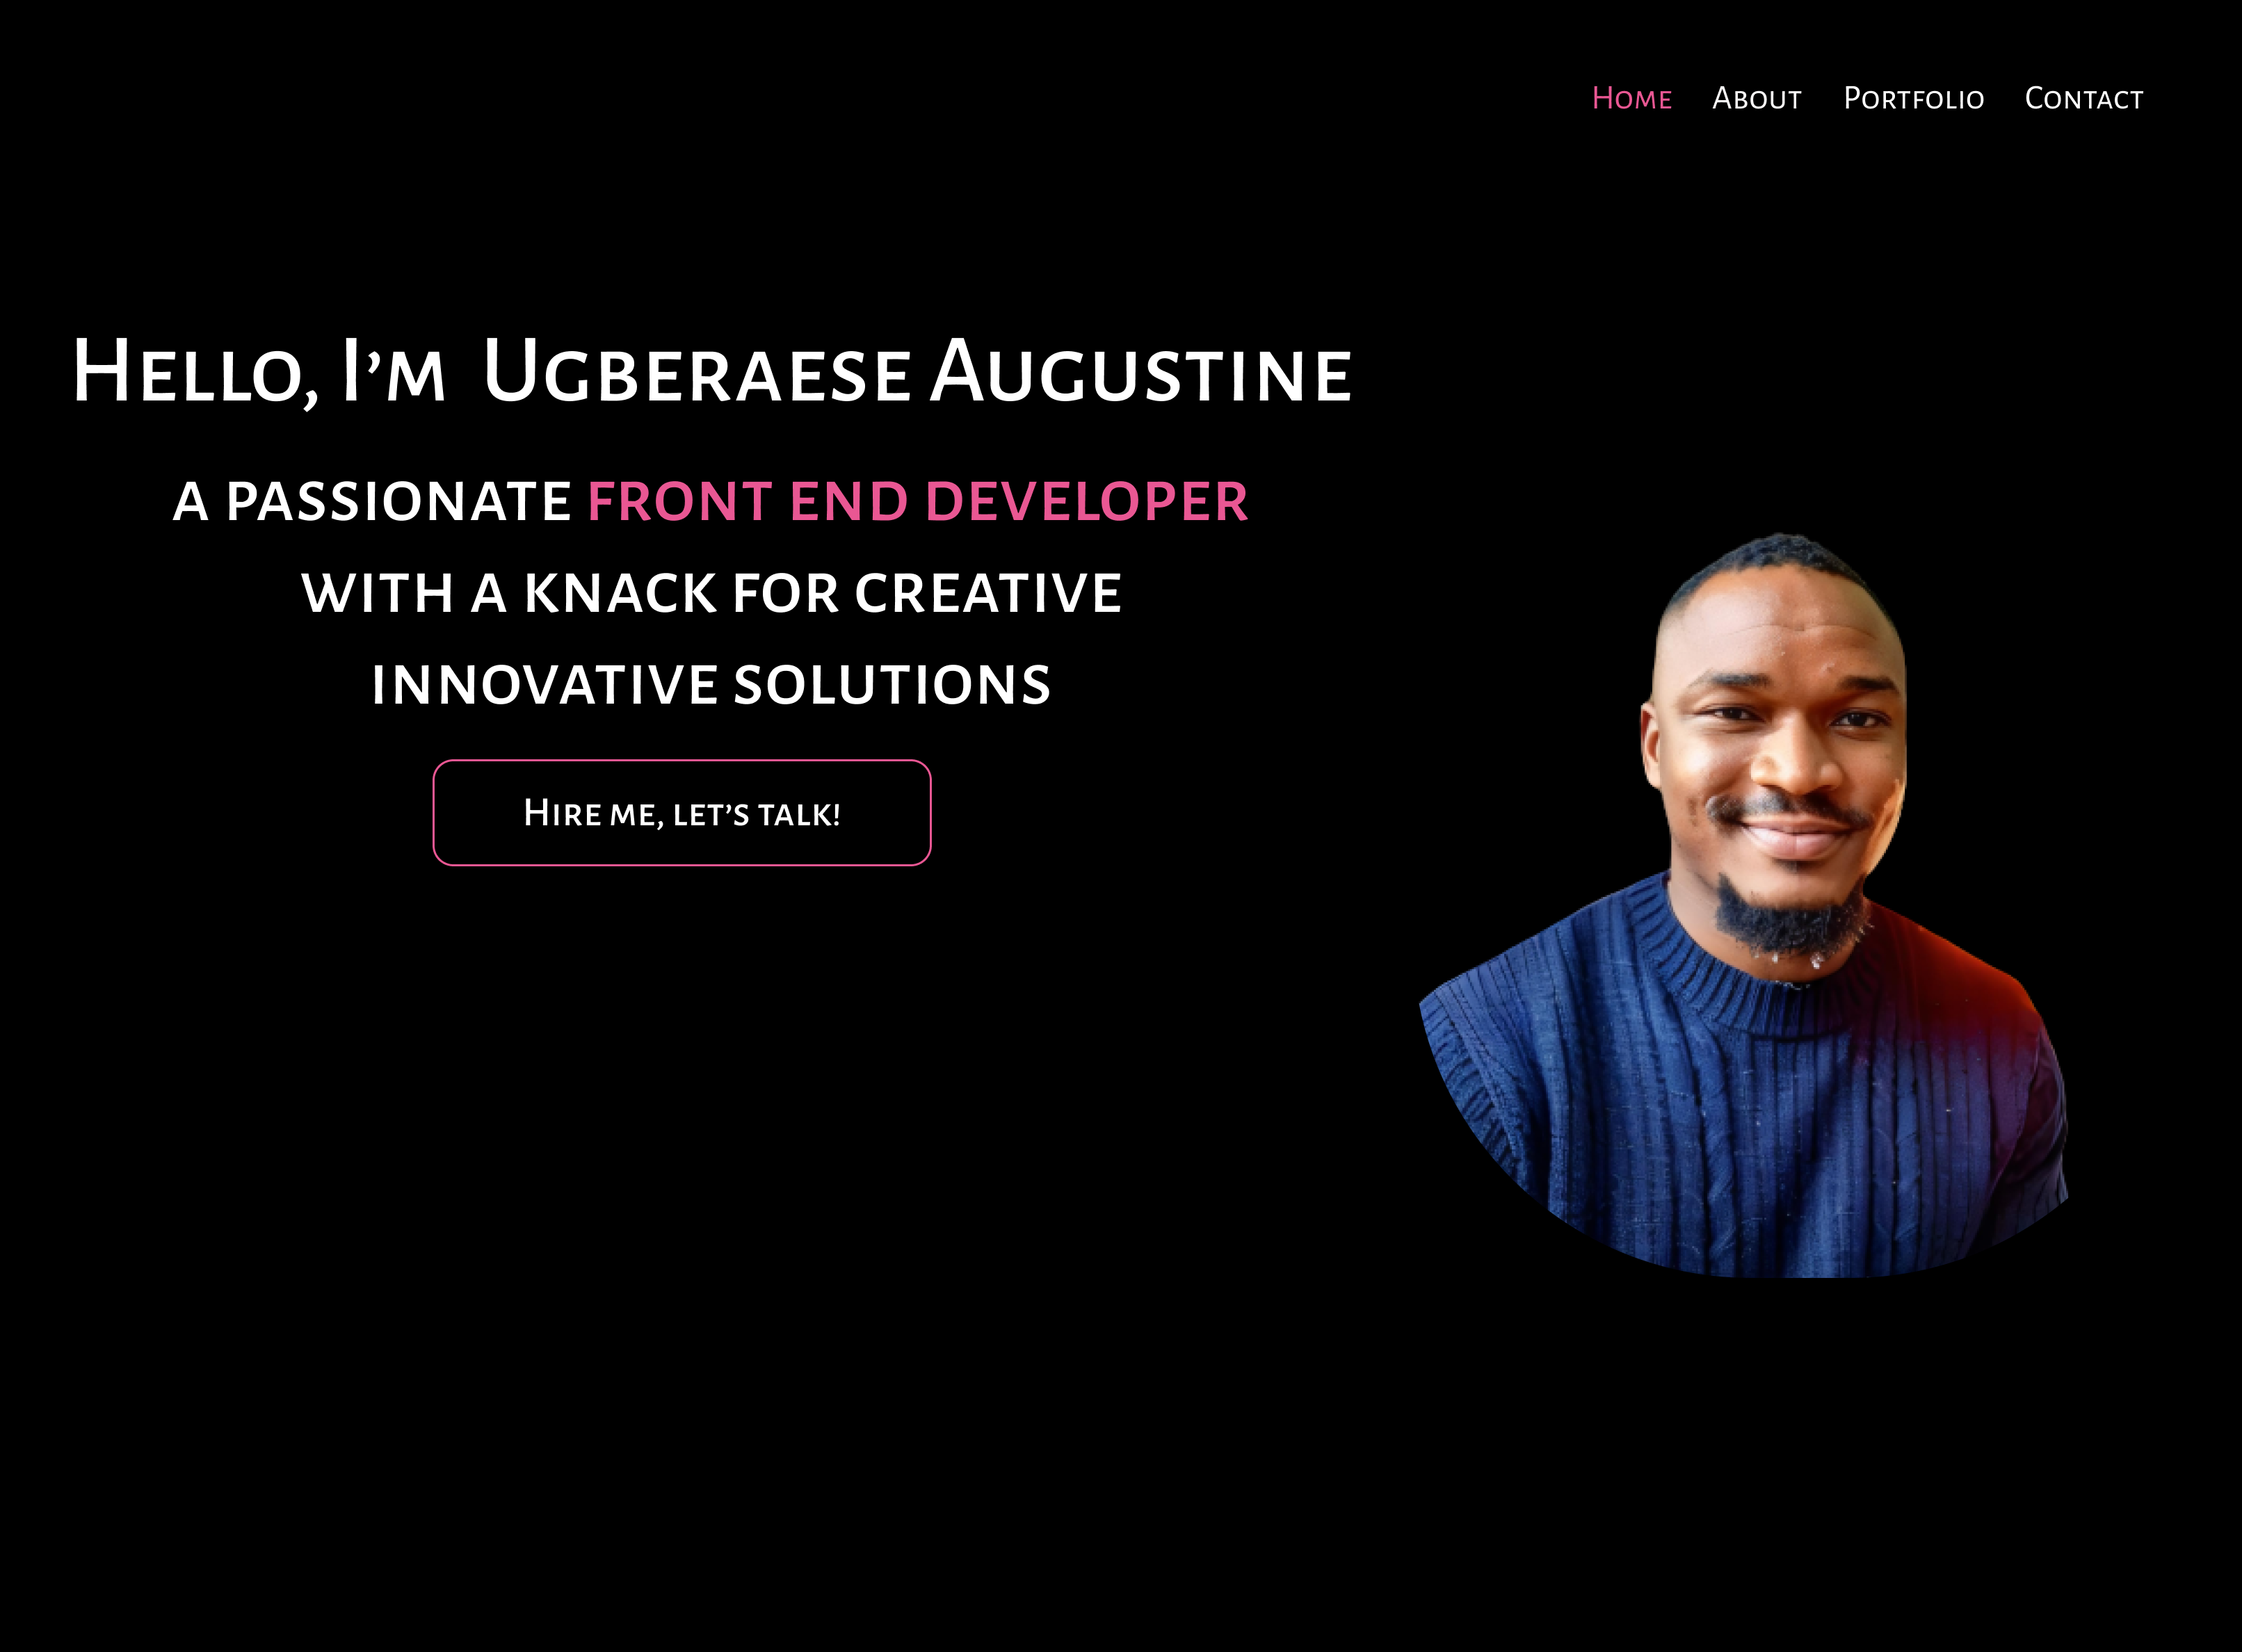 Home About Portfolio Contact
Hello, I'm Ugberaese Augustine
a passionate front end developer
with a knack for creative
innovative solutions
Hire me, let's talk!